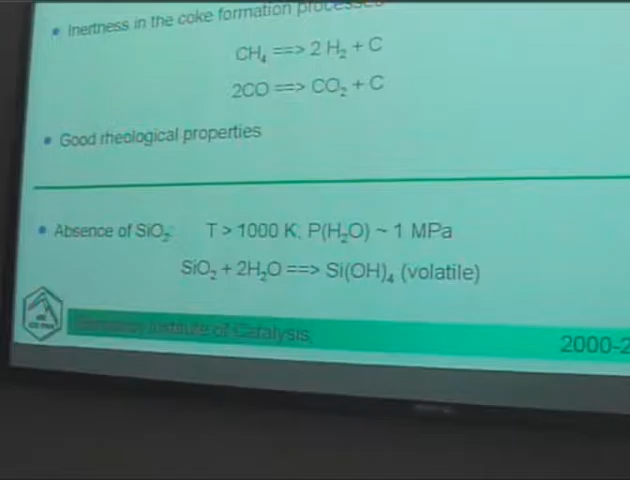 • Inertness in the coke formation processes
CH₄ ==> 2 H₂ + C
2CO ==> CO₂ + C
• Good rheological properties
• Absence of SiO₂: T > 1000 K; P(H₂O) ~ 1 MPa
SiO₂ + 2H₂O ==> Si(OH)₄ (volatile)
Institute of Catalysis,
2000-2